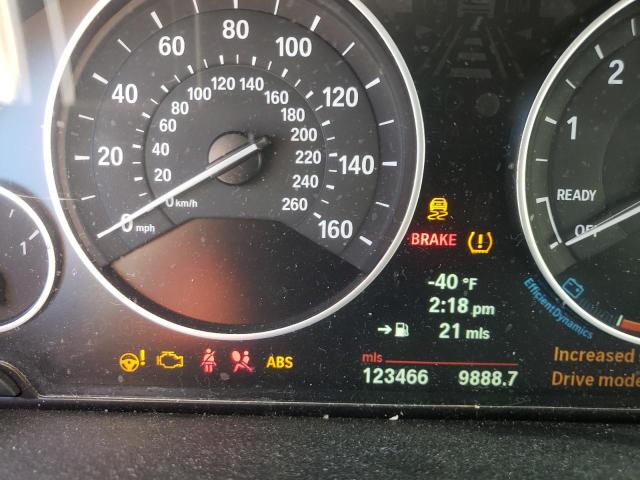 80
60 100
2
40 120
120 140
100 160
80 180
60 200
1
20 40 220 140
20 240
READY
0 km/h 260
0 mph 160
OFF
BRAKE
-40 °F
1
2:18 pm
EfficientDynamics
21 mls
ABS
mls
Increased
123466 9888.7
Drive mode